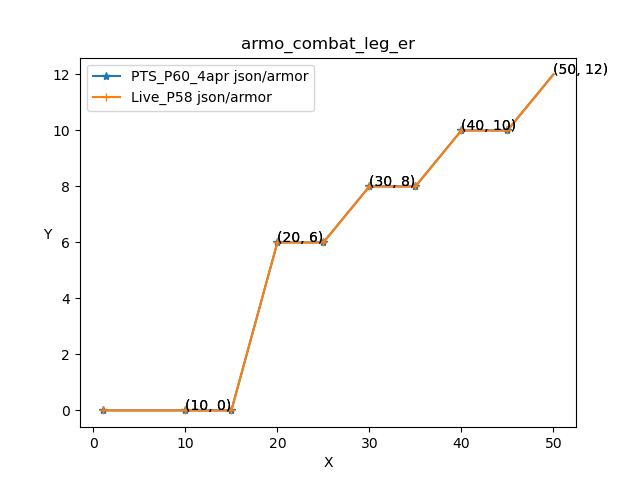 armo_combat_leg_er
PTS_P60_4apr json/armor
Live_P58 json/armor
(50, 12)
(40, 10)
(30, 8)
(20, 6)
(10, 0)
12
10
8
6
4
2
0
Y
0 10 20 30 40 50
X